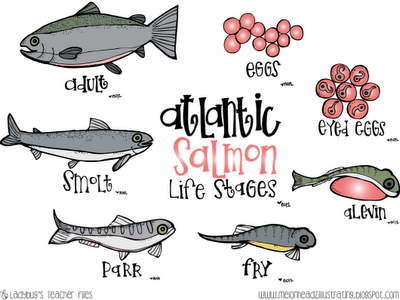 adult
eggs
atlantic
salmon
Life Stages
eyed eggs
smolt
alevin
Parr
fry
& Ladybug's Teacher Files
www.melonheadzillustrating.blogspot.com